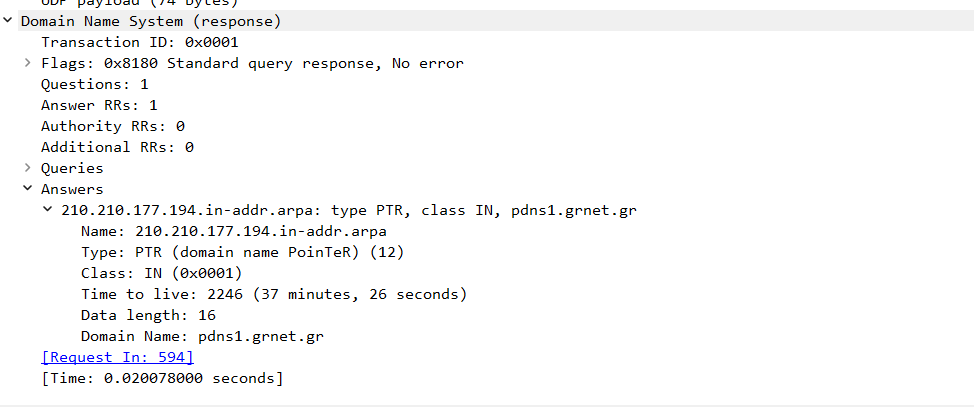 UDP payload (74 bytes)
Domain Name System (response)
Transaction ID: 0x0001
Flags: 0x8180 Standard query response, No error
Questions: 1
Answer RRs: 1
Authority RRs: 0
Additional RRs: 0
Queries
Answers
210.210.177.194.in-addr.arpa: type PTR, class IN, pdns1.grnet.gr
Name: 210.210.177.194.in-addr.arpa
Type: PTR (domain name PoinTeR) (12)
Class: IN (0x0001)
Time to live: 2246 (37 minutes, 26 seconds)
Data length: 16
Domain Name: pdns1.grnet.gr
[Request In: 594]
[Time: 0.020078000 seconds]